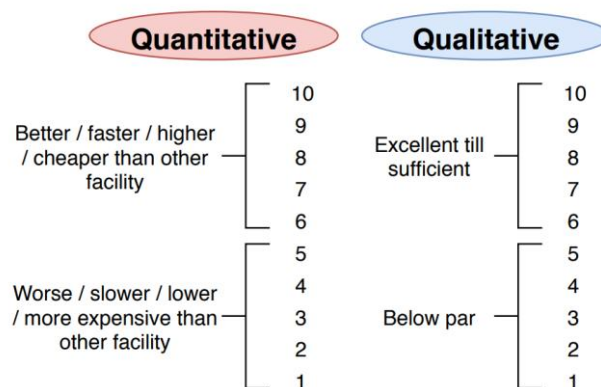 Quantitative
Qualitative
Better / faster / higher
/ cheaper than other
facility
10
9
8
7
6
Worse / slower / lower
/ more expensive than
other facility
5
4
3
2
1
Excellent till
sufficient
10
9
8
7
6
Below par
5
4
3
2
1